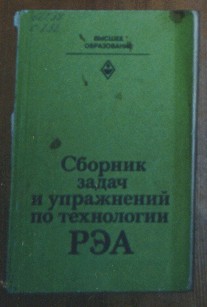 ВЫСШЕЕ
ОБРАЗОВАНИЕ
Сборник
задач
и упражнений
по технологии
РЭА